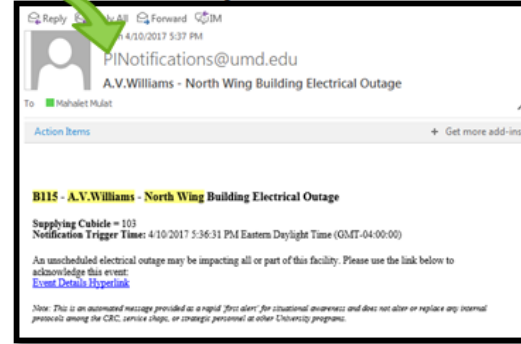 Reply All Forward IM
4/10/2017 5:37 PM
PINotifications@umd.edu
A.V.Williams - North Wing Building Electrical Outage
To Mahalet Mulat
Action Items + Get more add-ins
B115 - A.V.Williams - North Wing Building Electrical Outage
Supplying Cubicle = 103
Notification Trigger Time: 4/10/2017 5:36:31 PM Eastern Daylight Time (GMT-04:00:00)
An unscheduled electrical outage may be impacting all or part of this facility. Please use the link below to
acknowledge this event:
Event Details Hyperlink
Note: This is an automated message provided as a rapid 'first alert' for situational awareness and does not alter or replace any internal
protocols among the CRC, service shops, or strategic personnel at other University programs.